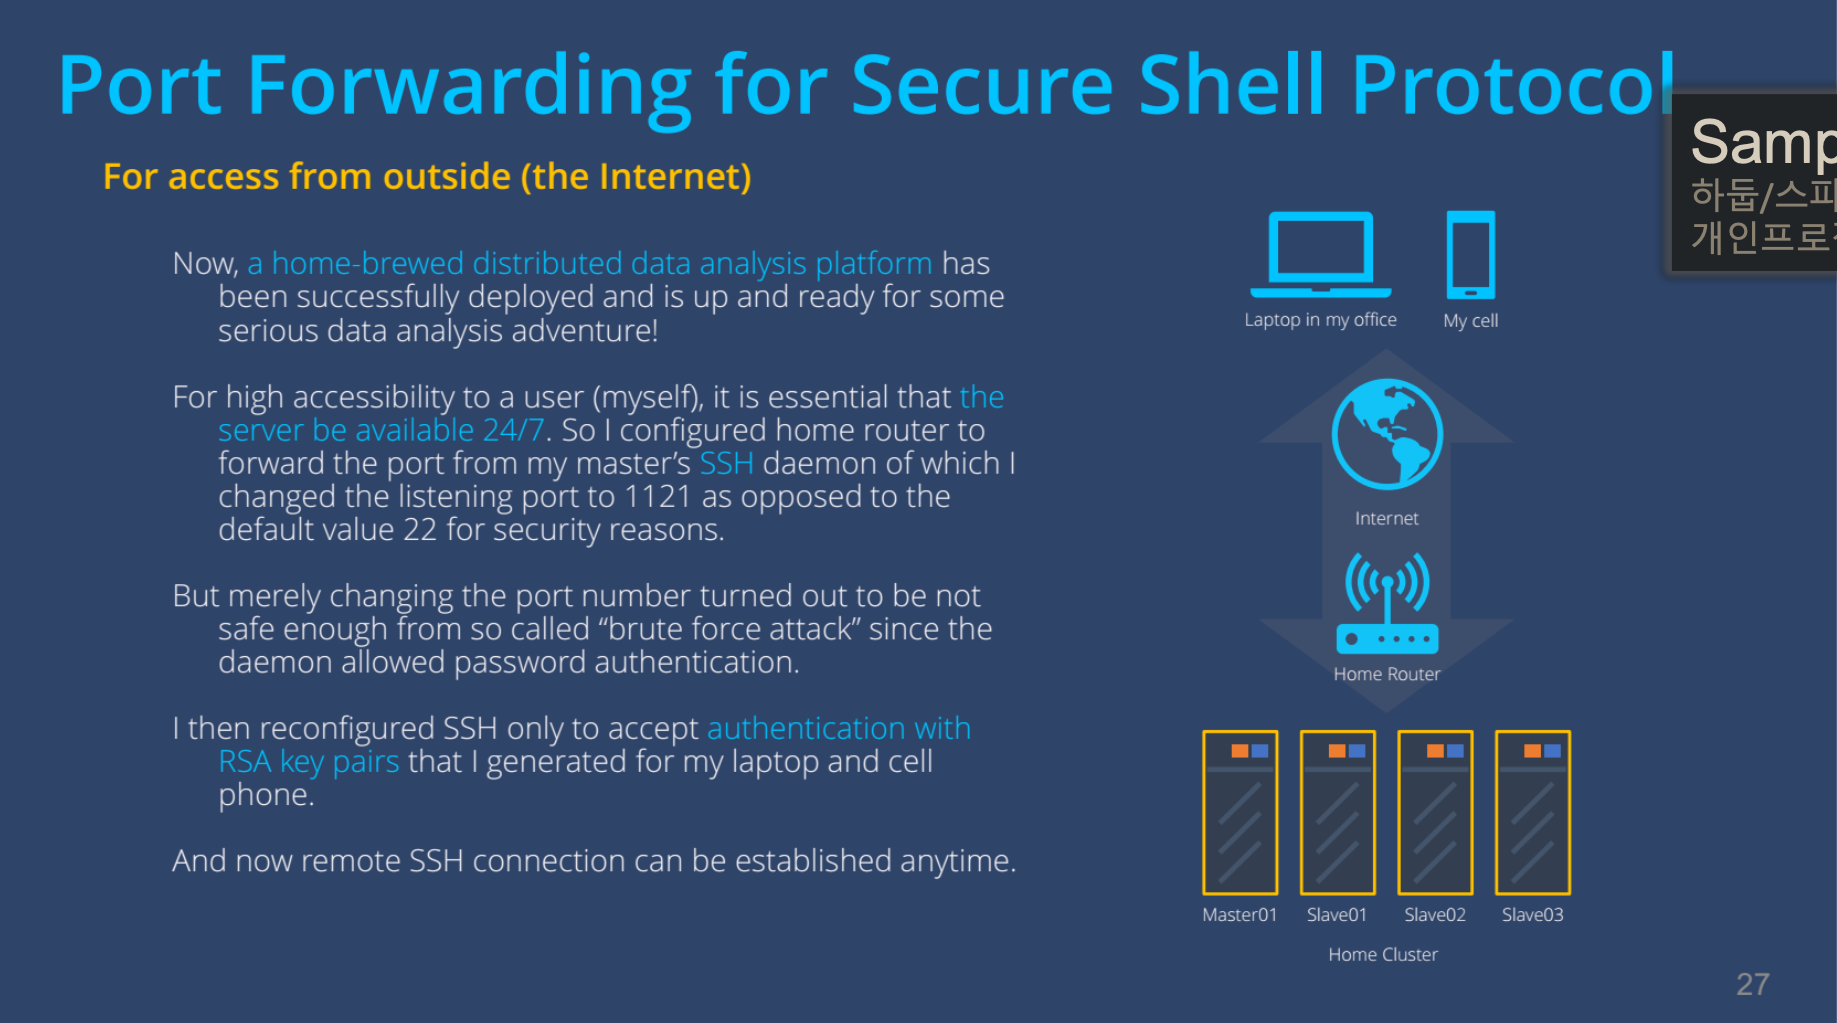 Port Forwarding for Secure Shell Protocol
For access from outside (the Internet)
Now, a home-brewed distributed data analysis platform has
been successfully deployed and is up and ready for some
serious data analysis adventure!
For high accessibility to a user (myself), it is essential that the
server be available 24/7. So I configured home router to
forward the port from my master’s SSH daemon of which I
changed the listening port to 1121 as opposed to the
default value 22 for security reasons.
But merely changing the port number turned out to be not
safe enough from so called “brute force attack” since the
daemon allowed password authentication.
I then reconfigured SSH only to accept authentication with
RSA key pairs that I generated for my laptop and cell
phone.
And now remote SSH connection can be established anytime.
Samp
하둡/스파
개인프로
Laptop in my office
My cell
Internet
Home Router
Master01
Slave01
Slave02
Slave03
Home Cluster
27